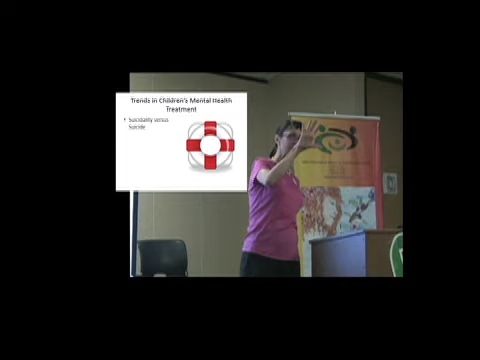 Trends in Children's Mental Health
Treatment
• Suicidality versus
Suicide